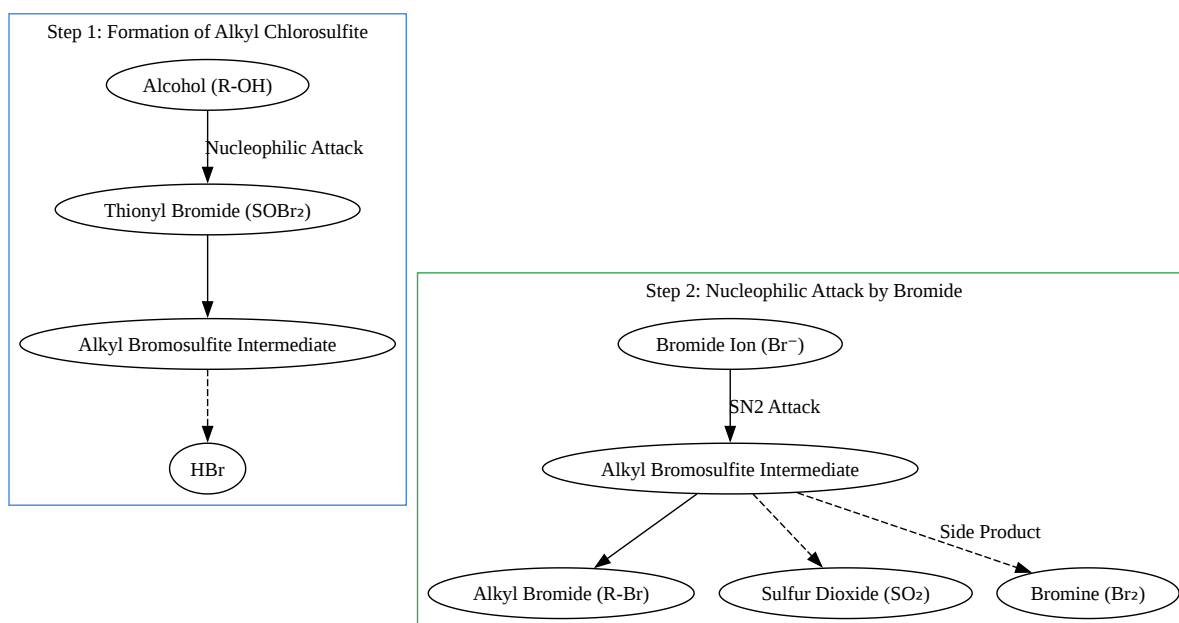 Step 1: Formation of Alkyl Chlorosulfite
Alcohol (R-OH)
Nucleophilic Attack
Thionyl Bromide (SOBr₂)
Alkyl Bromosulfite Intermediate
HBr
Step 2: Nucleophilic Attack by Bromide
Bromide Ion (Br⁻)
SN2 Attack
Alkyl Bromosulfite Intermediate
Side Product
Alkyl Bromide (R-Br)
Sulfur Dioxide (SO₂)
Bromine (Br₂)